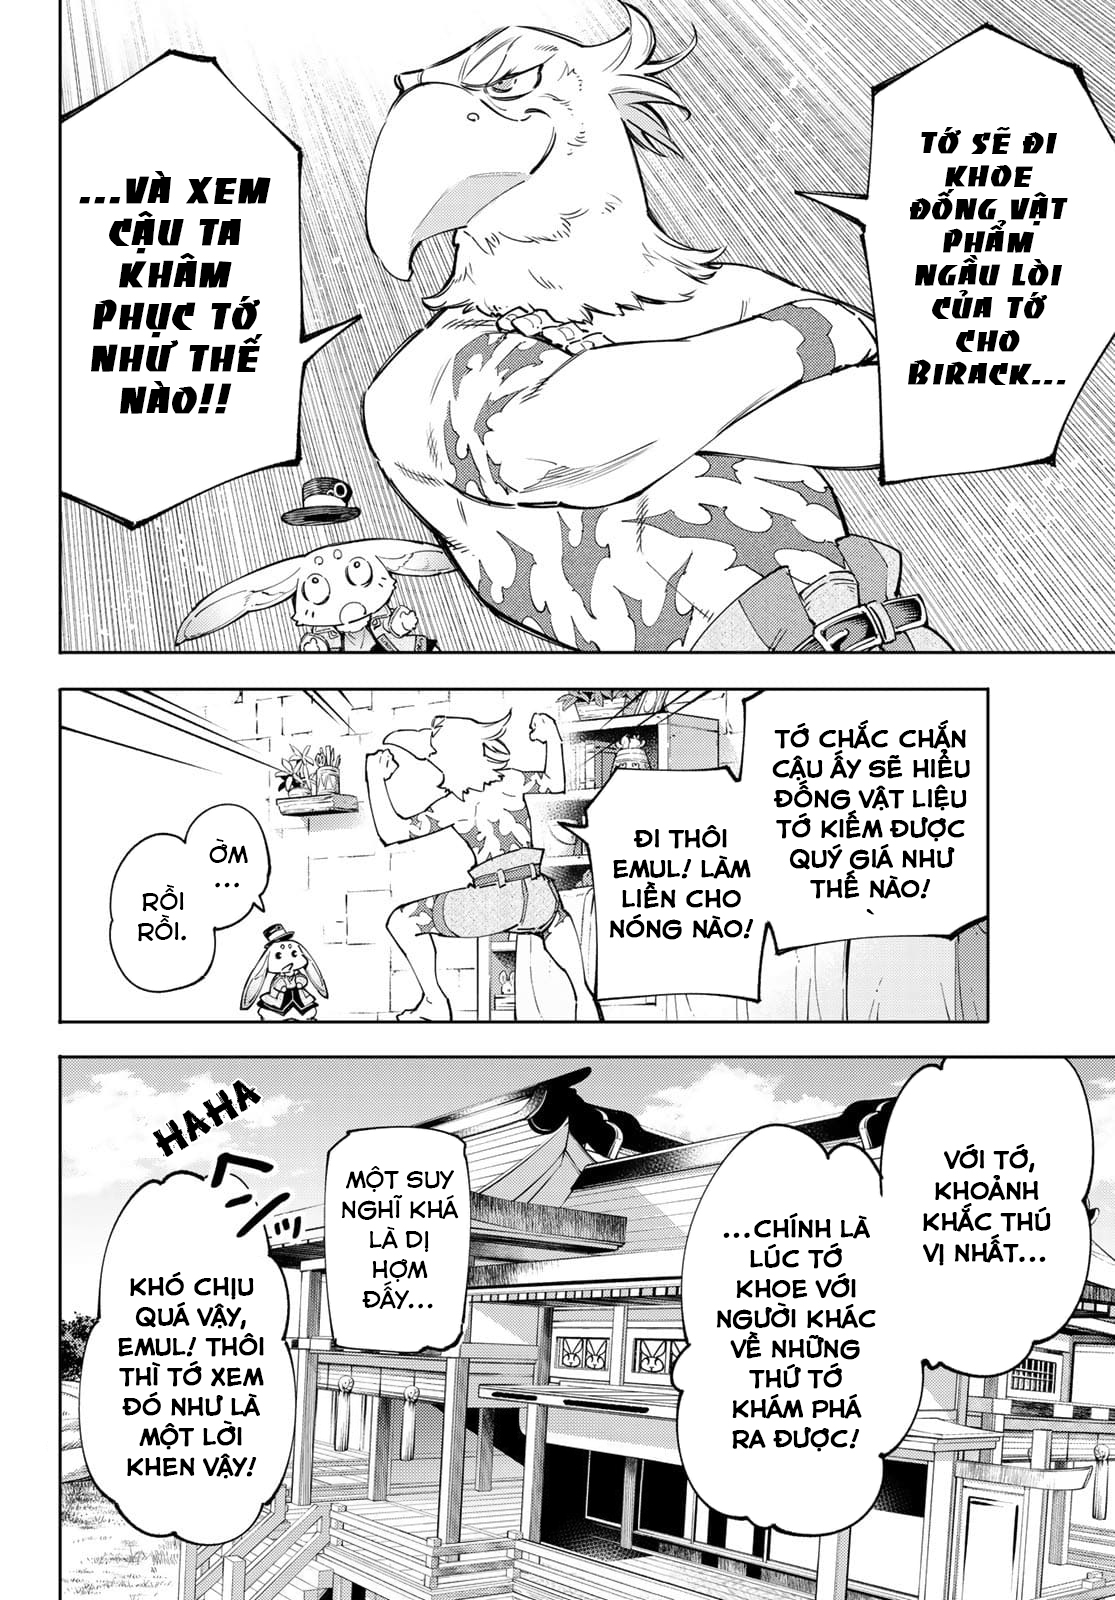 TỚ SẼ ĐI
KHOE
ĐỐNG VẬT
PHẨM
NGẦU LÒI
CỦA TỚ
CHO
BIRACK...
...VÀ XEM
CẬU TA
KHÂM
PHỤC TỚ
NHƯ THẾ
NÀO!!
TỚ CHẮC CHẮN
CẬU ẤY SẼ HIỂU
ĐỐNG VẬT LIỆU
TỚ KIẾM ĐƯỢC
QUÝ GIÁ NHƯ
THẾ NÀO!
ĐI THÔI
EMUL! LÀM
LIỀN CHO
NÓNG NÀO!
ỜM
...
RỒI
RỒI.
VỚI TỚ,
KHOẢNH
KHẮC THÚ
VỊ NHẤT...
...CHÍNH LÀ
LÚC TỚ
KHOE VỚI
NGƯỜI KHÁC
VỀ NHỮNG
THỨ TỚ
KHÁM PHÁ
RA ĐƯỢC!
MỘT SUY
NGHĨ KHÁ
LÀ DỊ
HỢM
ĐẤY...
HAHA
ヘヘッ
KHÓ CHỊU
QUÁ VẬY,
EMUL! THÔI
THÌ TỚ XEM
ĐÓ NHƯ LÀ
MỘT LỜI
KHEN VẬY!